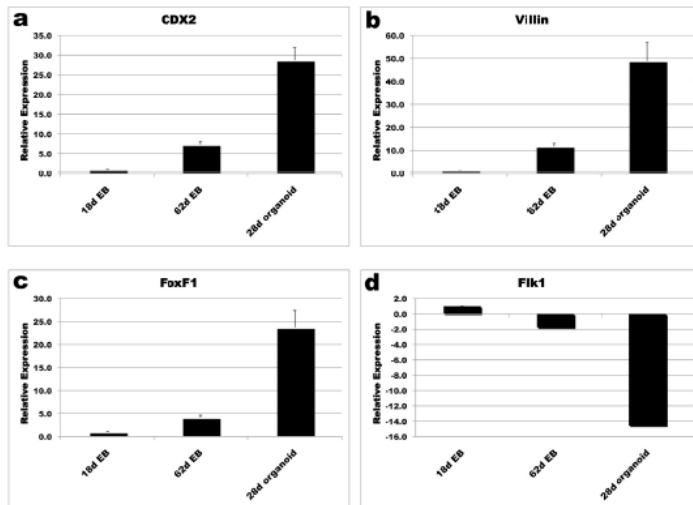 a
CDX2
Relative Expression
35.0
30.0
25.0
20.0
15.0
10.0
5.0
0.0
18d EB
62d EB
28d organoid
b
Villin
Relative Expression
60.0
50.0
40.0
30.0
20.0
10.0
0.0
18d EB
62d EB
28d organoid
c
FoxF1
Relative Expression
30.0
25.0
20.0
15.0
10.0
5.0
0.0
18d EB
62d EB
28d organoid
d
Flk1
Relative Expression
2.0
0.0
-2.0
-4.0
-6.0
-8.0
-10.0
-12.0
-14.0
-16.0
18d EB
62d EB
28d organoid